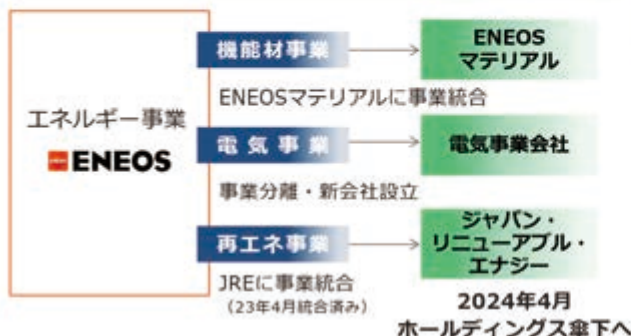 エネルギー事業
ENEOS
機能材事業
ENEOS
マテリアル
ENEOSマテリアルに事業統合
電気事業
電気事業会社
事業分離・新会社設立
再エネ事業
ジャパン・
リニューアブル・
エナジー
JREに事業統合
（23年4月統合済み）
2024年4月
ホールディングス傘下へ